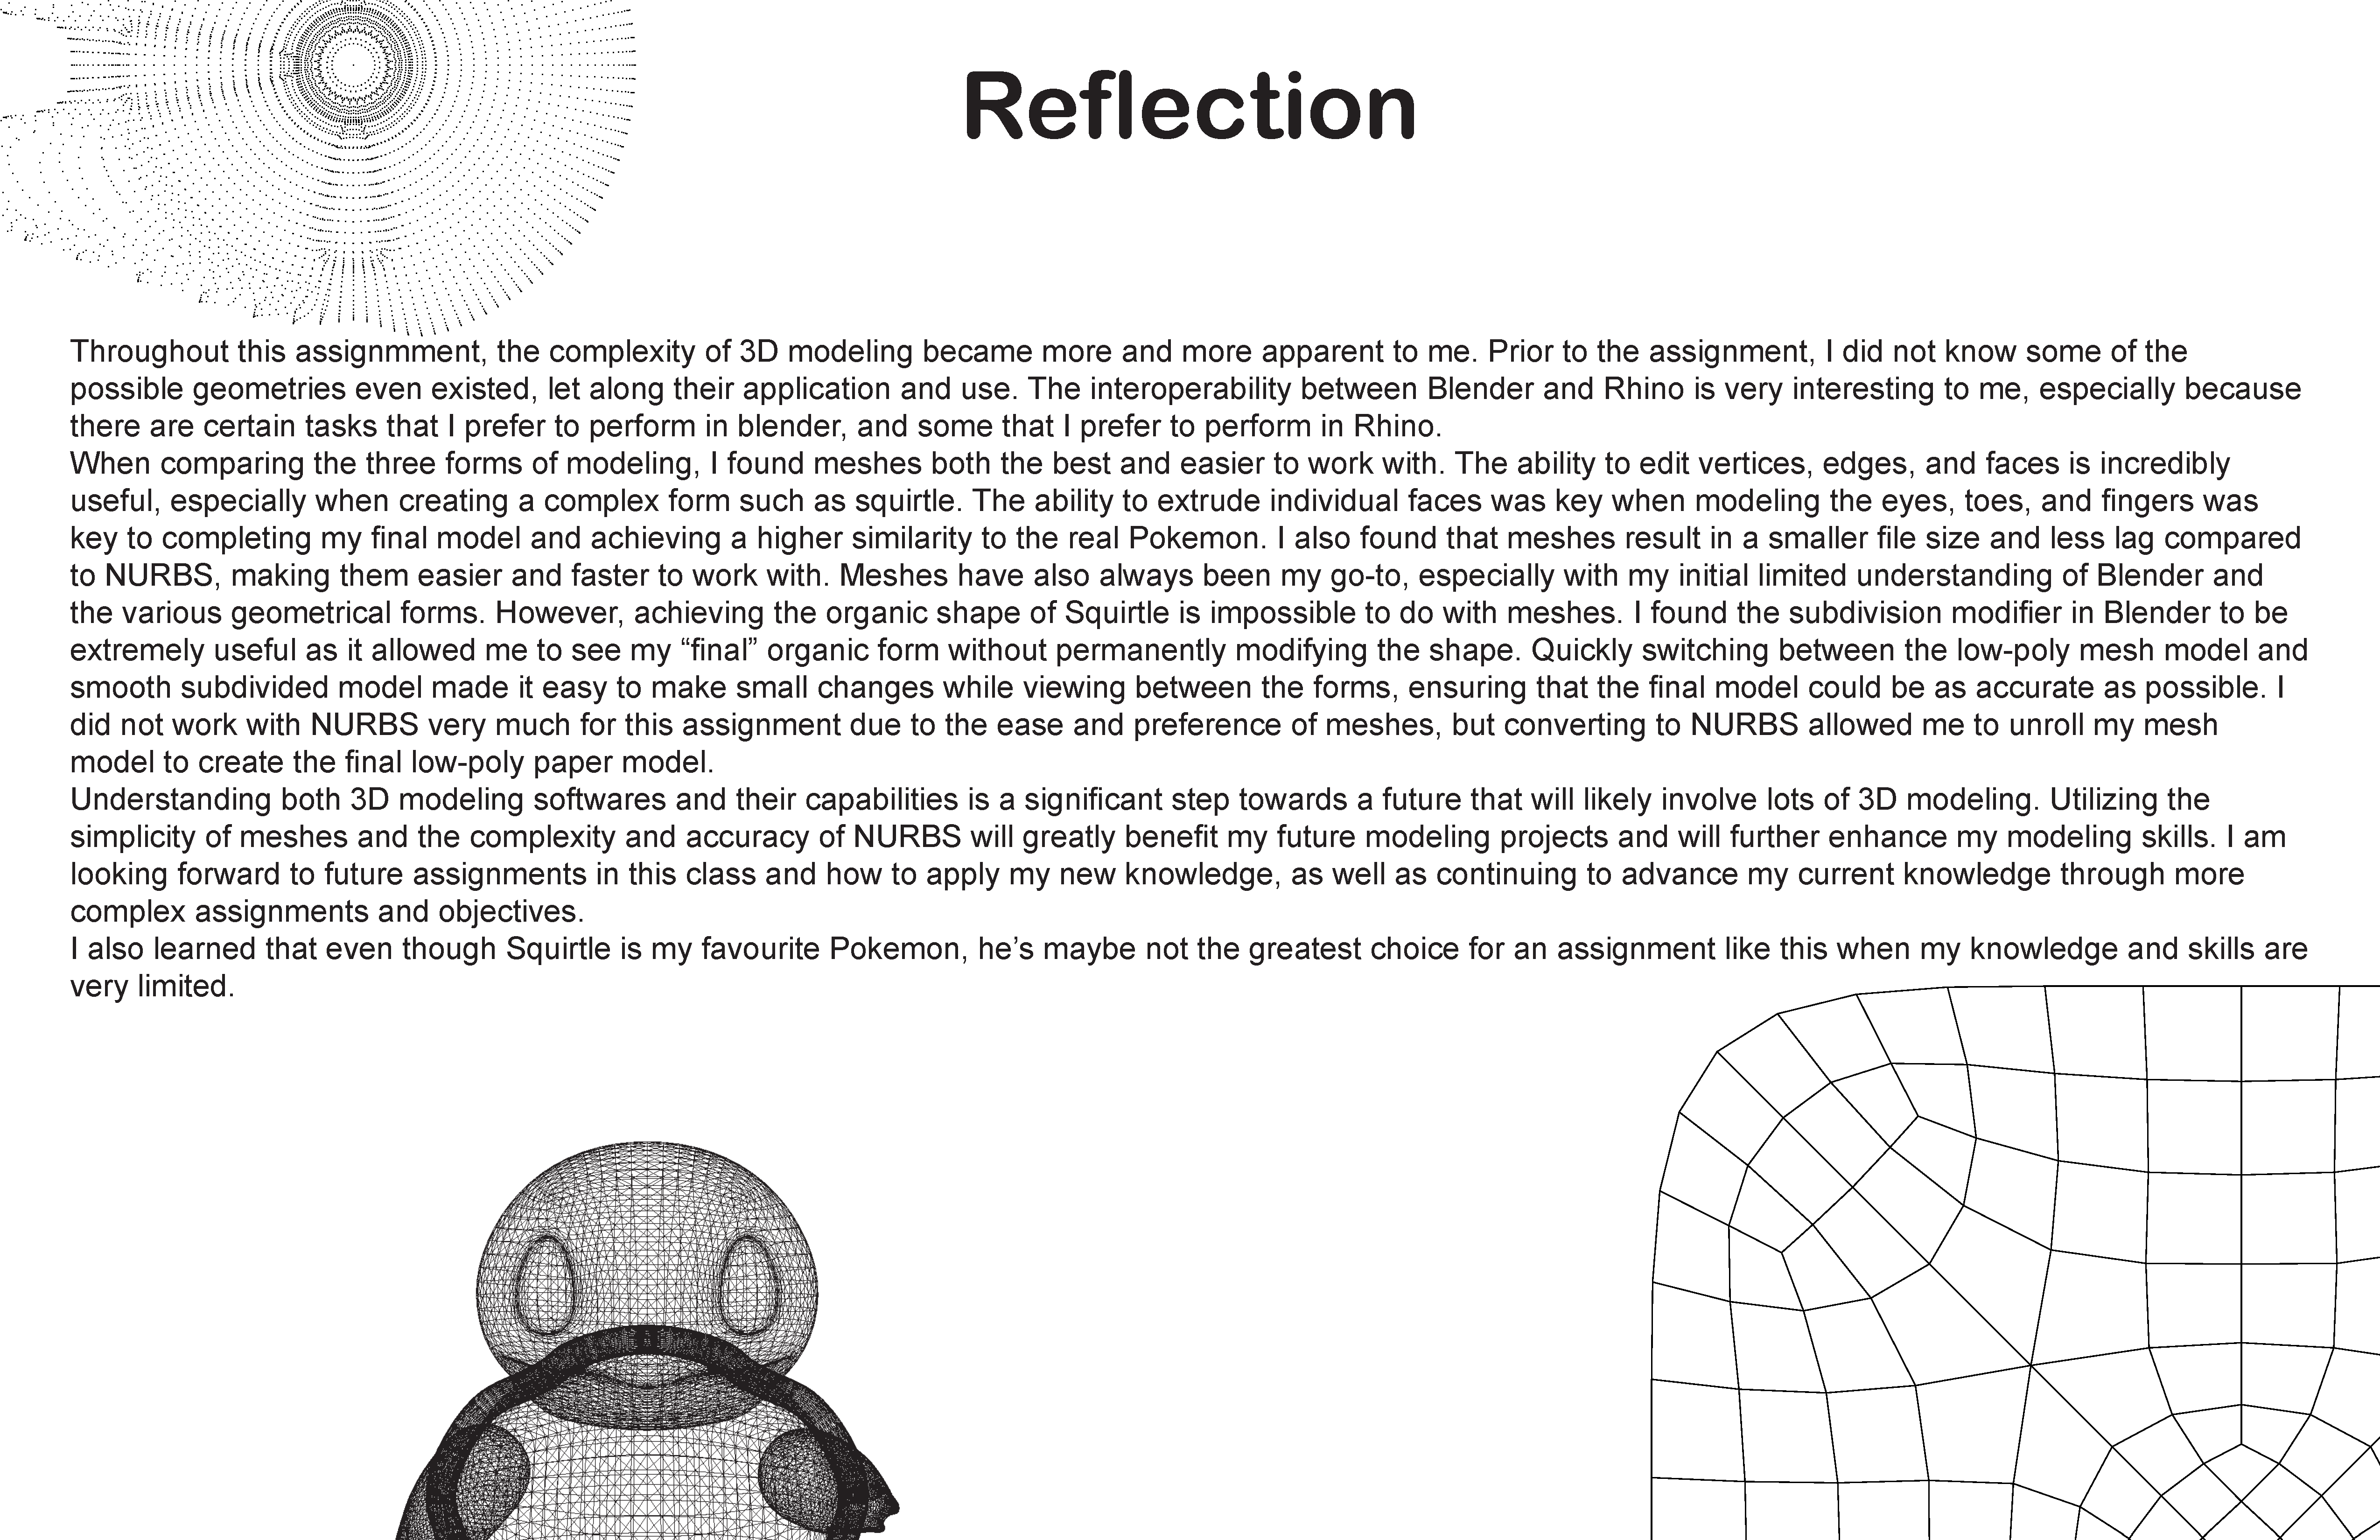 Reflection
Throughout this assignmment, the complexity of 3D modeling became more and more apparent to me. Prior to the assignment, I did not know some of the
possible geometries even existed, let along their application and use. The interoperability between Blender and Rhino is very interesting to me, especially because
there are certain tasks that I prefer to perform in blender, and some that I prefer to perform in Rhino.
When comparing the three forms of modeling, I found meshes both the best and easier to work with. The ability to edit vertices, edges, and faces is incredibly
useful, especially when creating a complex form such as squirtle. The ability to extrude individual faces was key when modeling the eyes, toes, and fingers was
key to completing my final model and achieving a higher similarity to the real Pokemon. I also found that meshes result in a smaller file size and less lag compared
to NURBS, making them easier and faster to work with. Meshes have also always been my go-to, especially with my initial limited understanding of Blender and
the various geometrical forms. However, achieving the organic shape of Squirtle is impossible to do with meshes. I found the subdivision modifier in Blender to be
extremely useful as it allowed me to see my “final” organic form without permanently modifying the shape. Quickly switching between the low-poly mesh model and
smooth subdivided model made it easy to make small changes while viewing between the forms, ensuring that the final model could be as accurate as possible. I
did not work with NURBS very much for this assignment due to the ease and preference of meshes, but converting to NURBS allowed me to unroll my mesh
model to create the final low-poly paper model.
Understanding both 3D modeling softwares and their capabilities is a significant step towards a future that will likely involve lots of 3D modeling. Utilizing the
simplicity of meshes and the complexity and accuracy of NURBS will greatly benefit my future modeling projects and will further enhance my modeling skills. I am
looking forward to future assignments in this class and how to apply my new knowledge, as well as continuing to advance my current knowledge through more
complex assignments and objectives.
I also learned that even though Squirtle is my favourite Pokemon, he’s maybe not the greatest choice for an assignment like this when my knowledge and skills are
very limited.